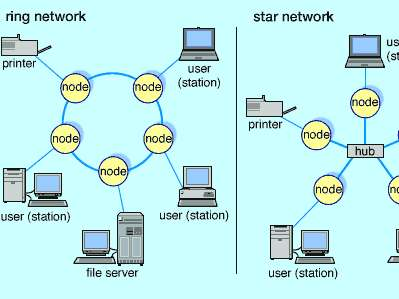 ring network
printer
user
(station)
node
node
node
node
node
user (station)
user (station)
file server
star network
node
printer
node
hub
node
user (station)